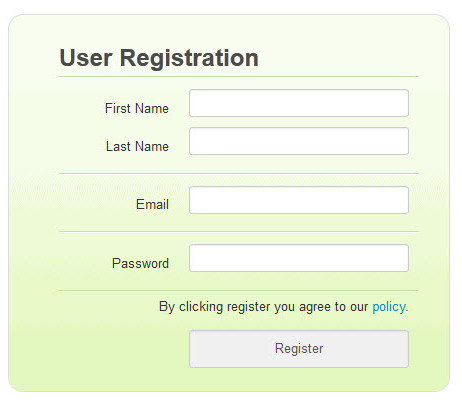 User Registration
First Name
Last Name
Email
Password
By clicking register you agree to our policy.
Register